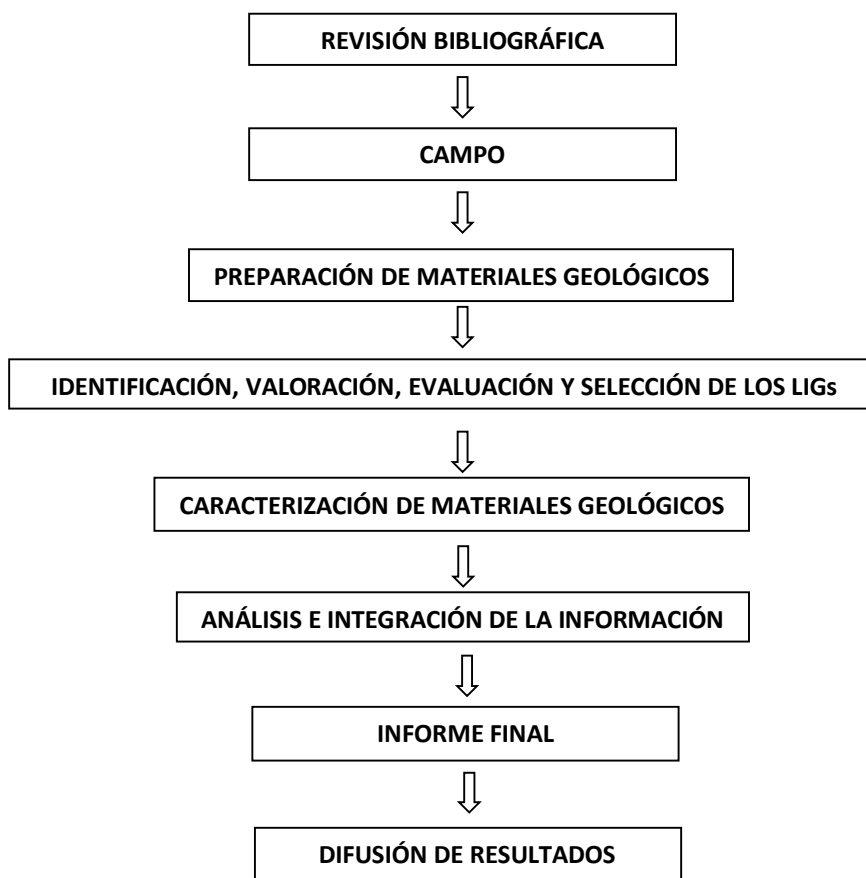 REVISIÓN BIBLIOGRÁFICA
CAMPO
PREPARACIÓN DE MATERIALES GEOLÓGICOS
IDENTIFICACIÓN, VALORACIÓN, EVALUACIÓN Y SELECCIÓN DE LOS LIGs
CARACTERIZACIÓN DE MATERIALES GEOLÓGICOS
ANÁLISIS E INTEGRACIÓN DE LA INFORMACIÓN
INFORME FINAL
DIFUSIÓN DE RESULTADOS